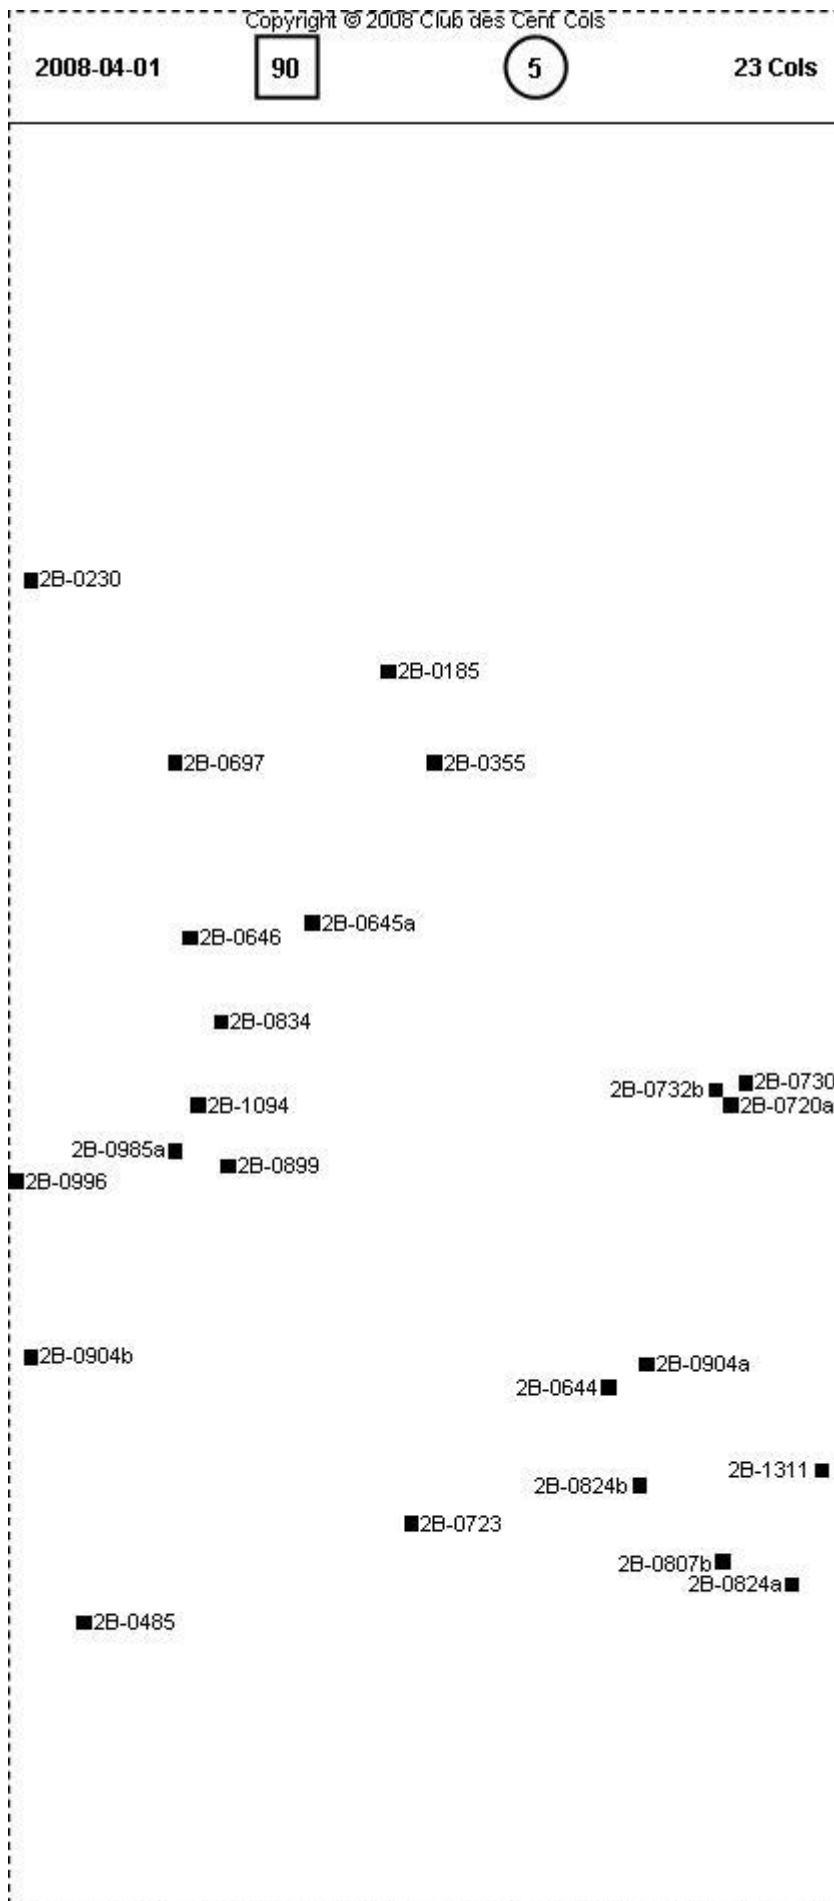 Copyright © 2008 Club des Cent Cols
2008-04-01 90 5 23 Cols
2B-0230
2B-0185
2B-0697 2B-0355
2B-0645a
2B-0646
2B-0834
2B-0730
2B-0732b
2B-1094 2B-0720a
2B-0985a
2B-0899
2B-0996
2B-0904b
2B-0904a
2B-0644
2B-1311
2B-0824b
2B-0723
2B-0807b
2B-0824a
2B-0485